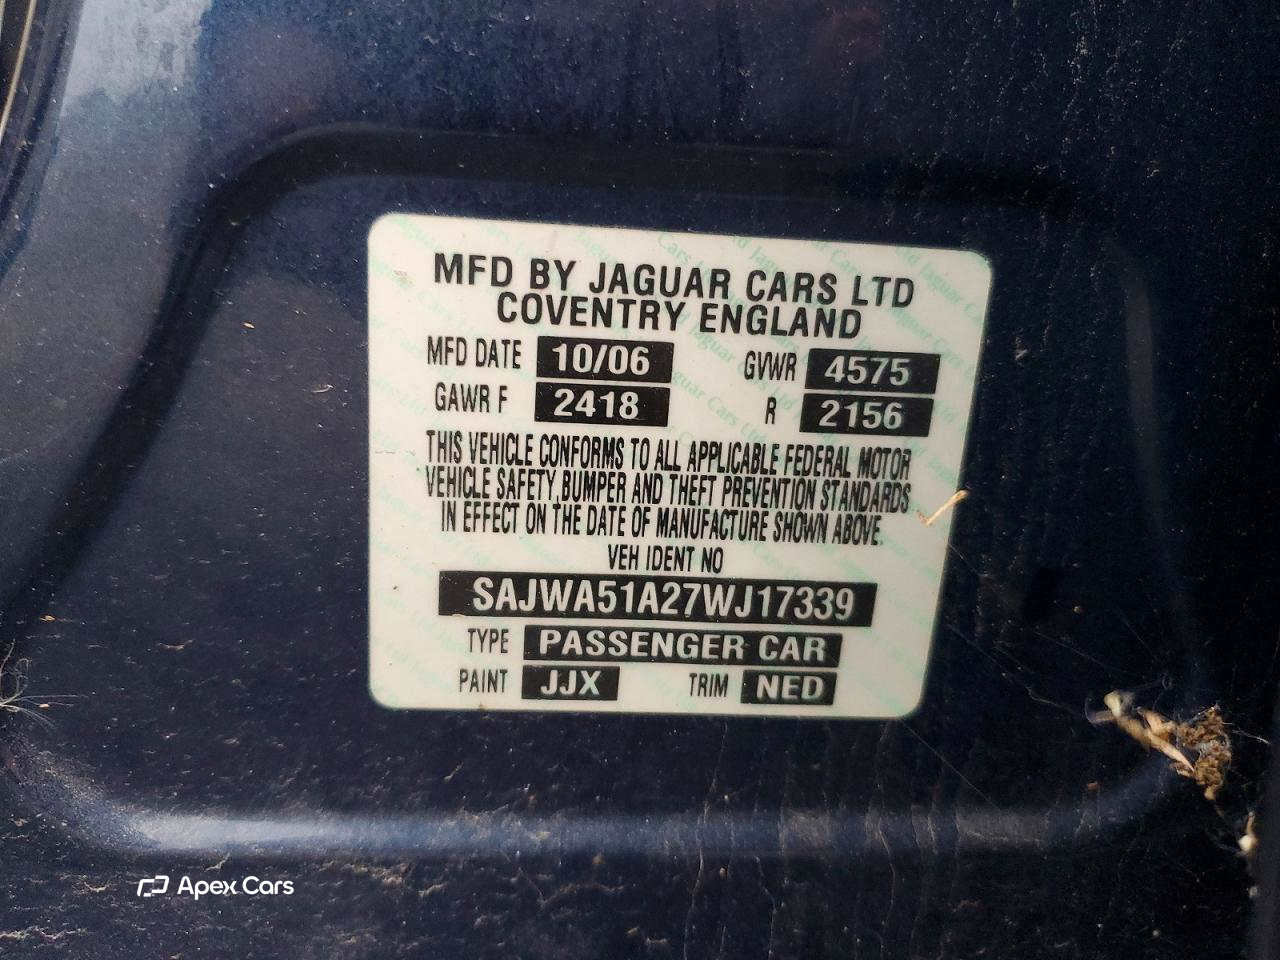 MFD BY JAGUAR CARS LTD
COVENTRY ENGLAND
MFD DATE 10/06 GVWR 4575
GAWR F 2418 R 2156
THIS VEHICLE CONFORMS TO ALL APPLICABLE FEDERAL MOTOR
VEHICLE SAFETY, BUMPER AND THEFT PREVENTION STANDARDS
IN EFFECT ON THE DATE OF MANUFACTURE SHOWN ABOVE.
VEH IDENT NO
SAJWA51A27WJ17339
TYPE PASSENGER CAR
PAINT JJX TRIM NED
Apex Cars